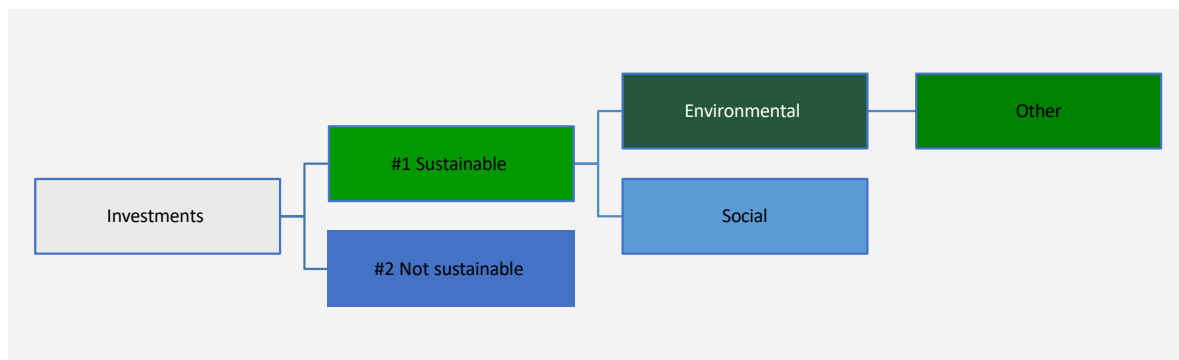 Investments
#1 Sustainable
#2 Not sustainable
Environmental
Social
Other